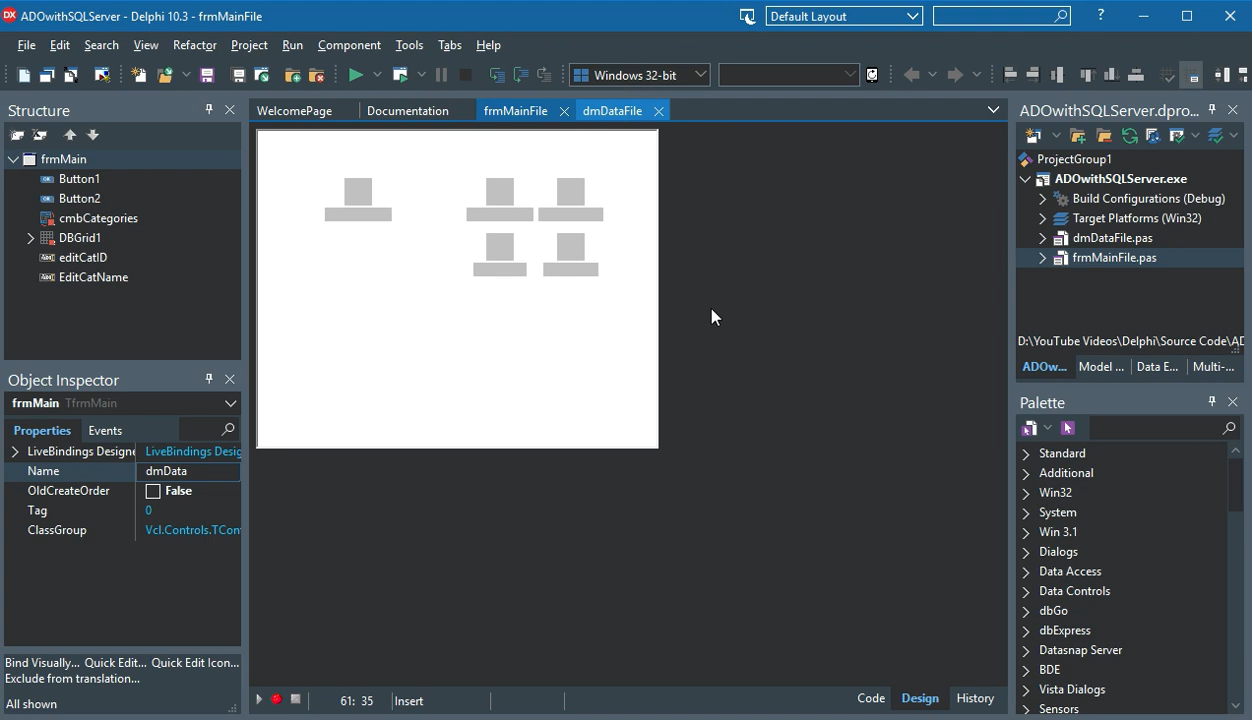 DX ADOwithSQLServer - Delphi 10.3 - frmMainFile
Default Layout
?
File Edit Search View Refactor Project Run Component Tools Tabs Help
Windows 32-bit
Structure
frmMain
Button1
Button2
cmbCategories
DBGrid1
editCatID
editCatName
Object Inspector
frmMain TfrmMain
Properties Events
LiveBindings Designe LiveBindings Desig
Name dmData
OldCreateOrder False
Tag 0
ClassGroup Vcl.Controls.TCon
Bind Visually... Quick Edit... Quick Edit Icon...
Exclude from translation...
All shown
WelcomePage Documentation frmMainFile dmDataFile
61: 35 Insert
Code Design History
ADOwithSQLServer.dpro...
ProjectGroup1
ADOwithSQLServer.exe
Build Configurations (Debug)
Target Platforms (Win32)
dmDataFile.pas
frmMainFile.pas
D:\YouTube Videos\Delphi\Source Code\AD
ADOw... Model ... Data E... Multi-...
Palette
Standard
Additional
Win32
System
Win 3.1
Dialogs
Data Access
Data Controls
dbGo
dbExpress
Datasnap Server
BDE
Vista Dialogs
Sensors